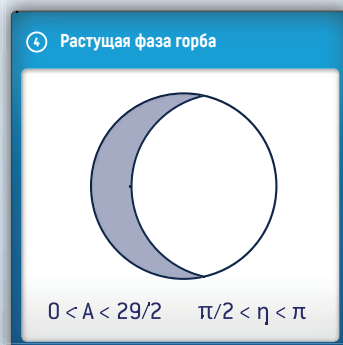 4 Растущая фаза горба
0 < A < 29/2 π/2 < η < π